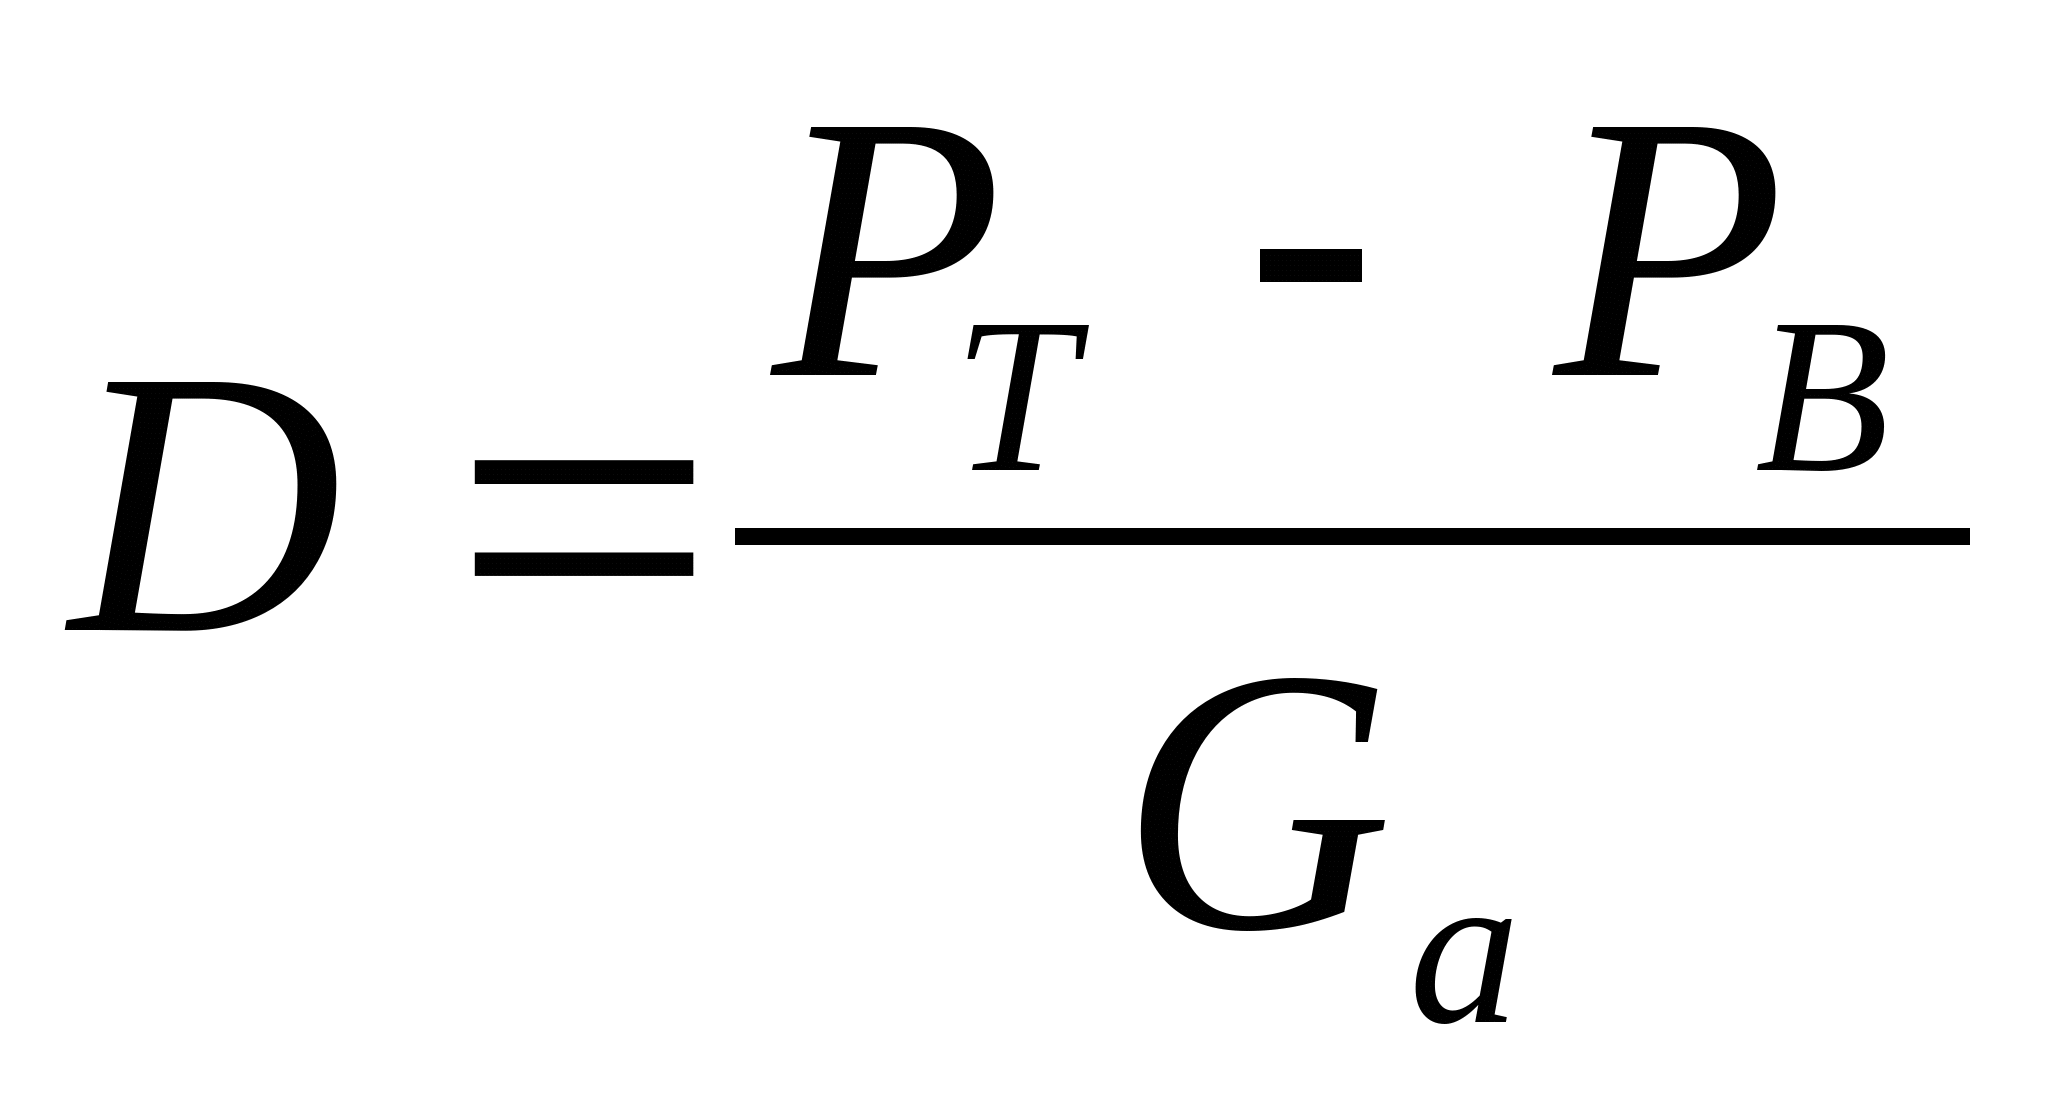 D = (P_T - P_B) / G_a